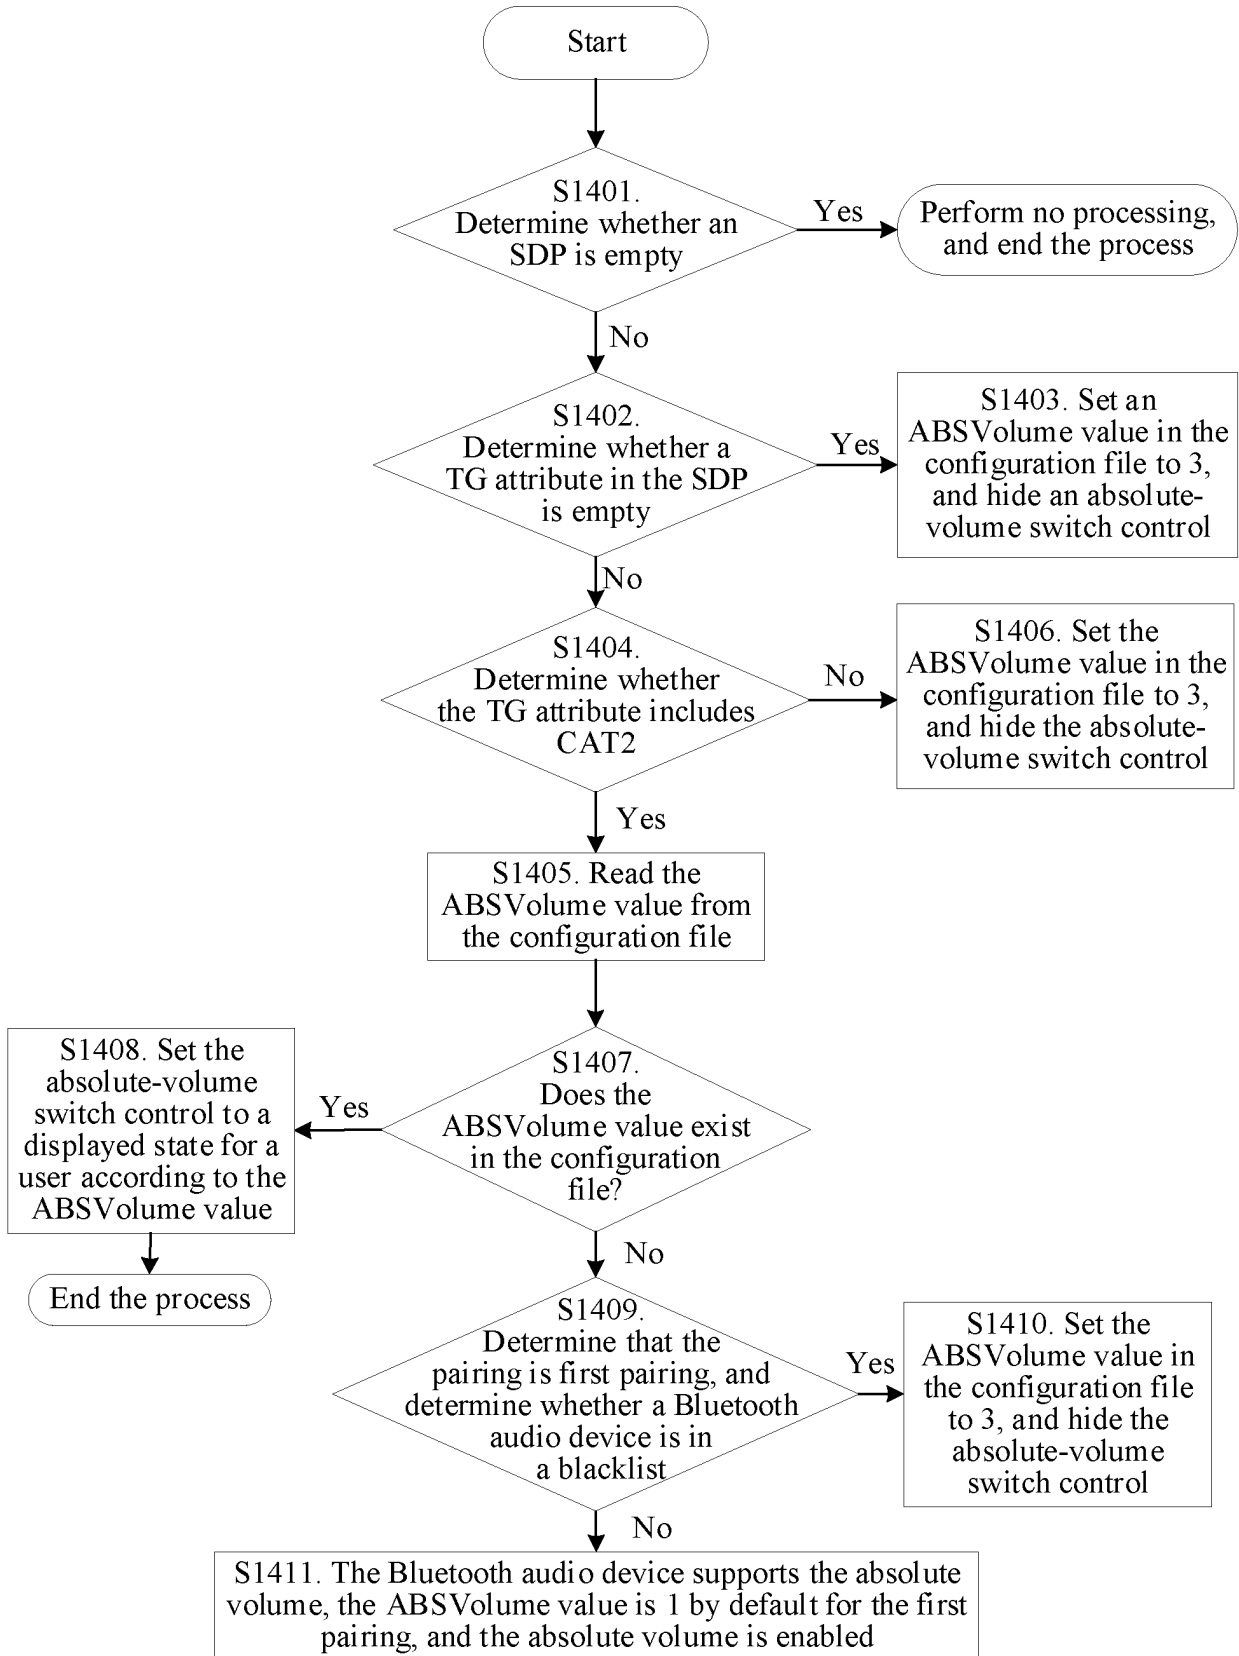 Start
S1401.
Determine whether an
SDP is empty
Yes
Perform no processing,
and end the process
No
S1402.
Determine whether a
TG attribute in the SDP
is empty
Yes
S1403. Set an
ABSVolume value in the
configuration file to 3,
and hide an absolute-
volume switch control
No
S1404.
Determine whether
the TG attribute includes
CAT2
No
S1406. Set the
ABSVolume value in the
configuration file to 3,
and hide the absolute-
volume switch control
Yes
S1405. Read the
ABSVolume value from
the configuration file
S1407.
Does the
ABSVolume value exist
in the configuration
file?
Yes
S1408. Set the
absolute-volume
switch control to a
displayed state for a
user according to the
ABSVolume value
End the process
No
S1409.
Determine that the
pairing is first pairing, and
determine whether a Bluetooth
audio device is in
a blacklist
Yes
S1410. Set the
ABSVolume value in
the configuration file
to 3, and hide the
absolute-volume
switch control
No
S1411. The Bluetooth audio device supports the absolute
volume, the ABSVolume value is 1 by default for the first
pairing, and the absolute volume is enabled